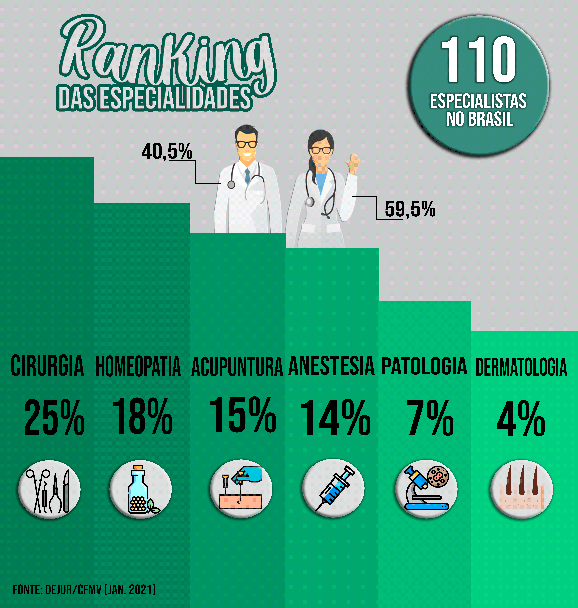 RanKing
DAS ESPECIALIDADES
110
ESPECIALISTAS
NO BRASIL
40,5%
59,5%
CIRURGIA
HOMEOPATIA
ACUPUNTURA
ANESTESIA
PATOLOGIA
DERMATOLOGIA
25%
18%
15%
14%
7%
4%
FONTE: DEJUR/CFMV (JAN. 2021)